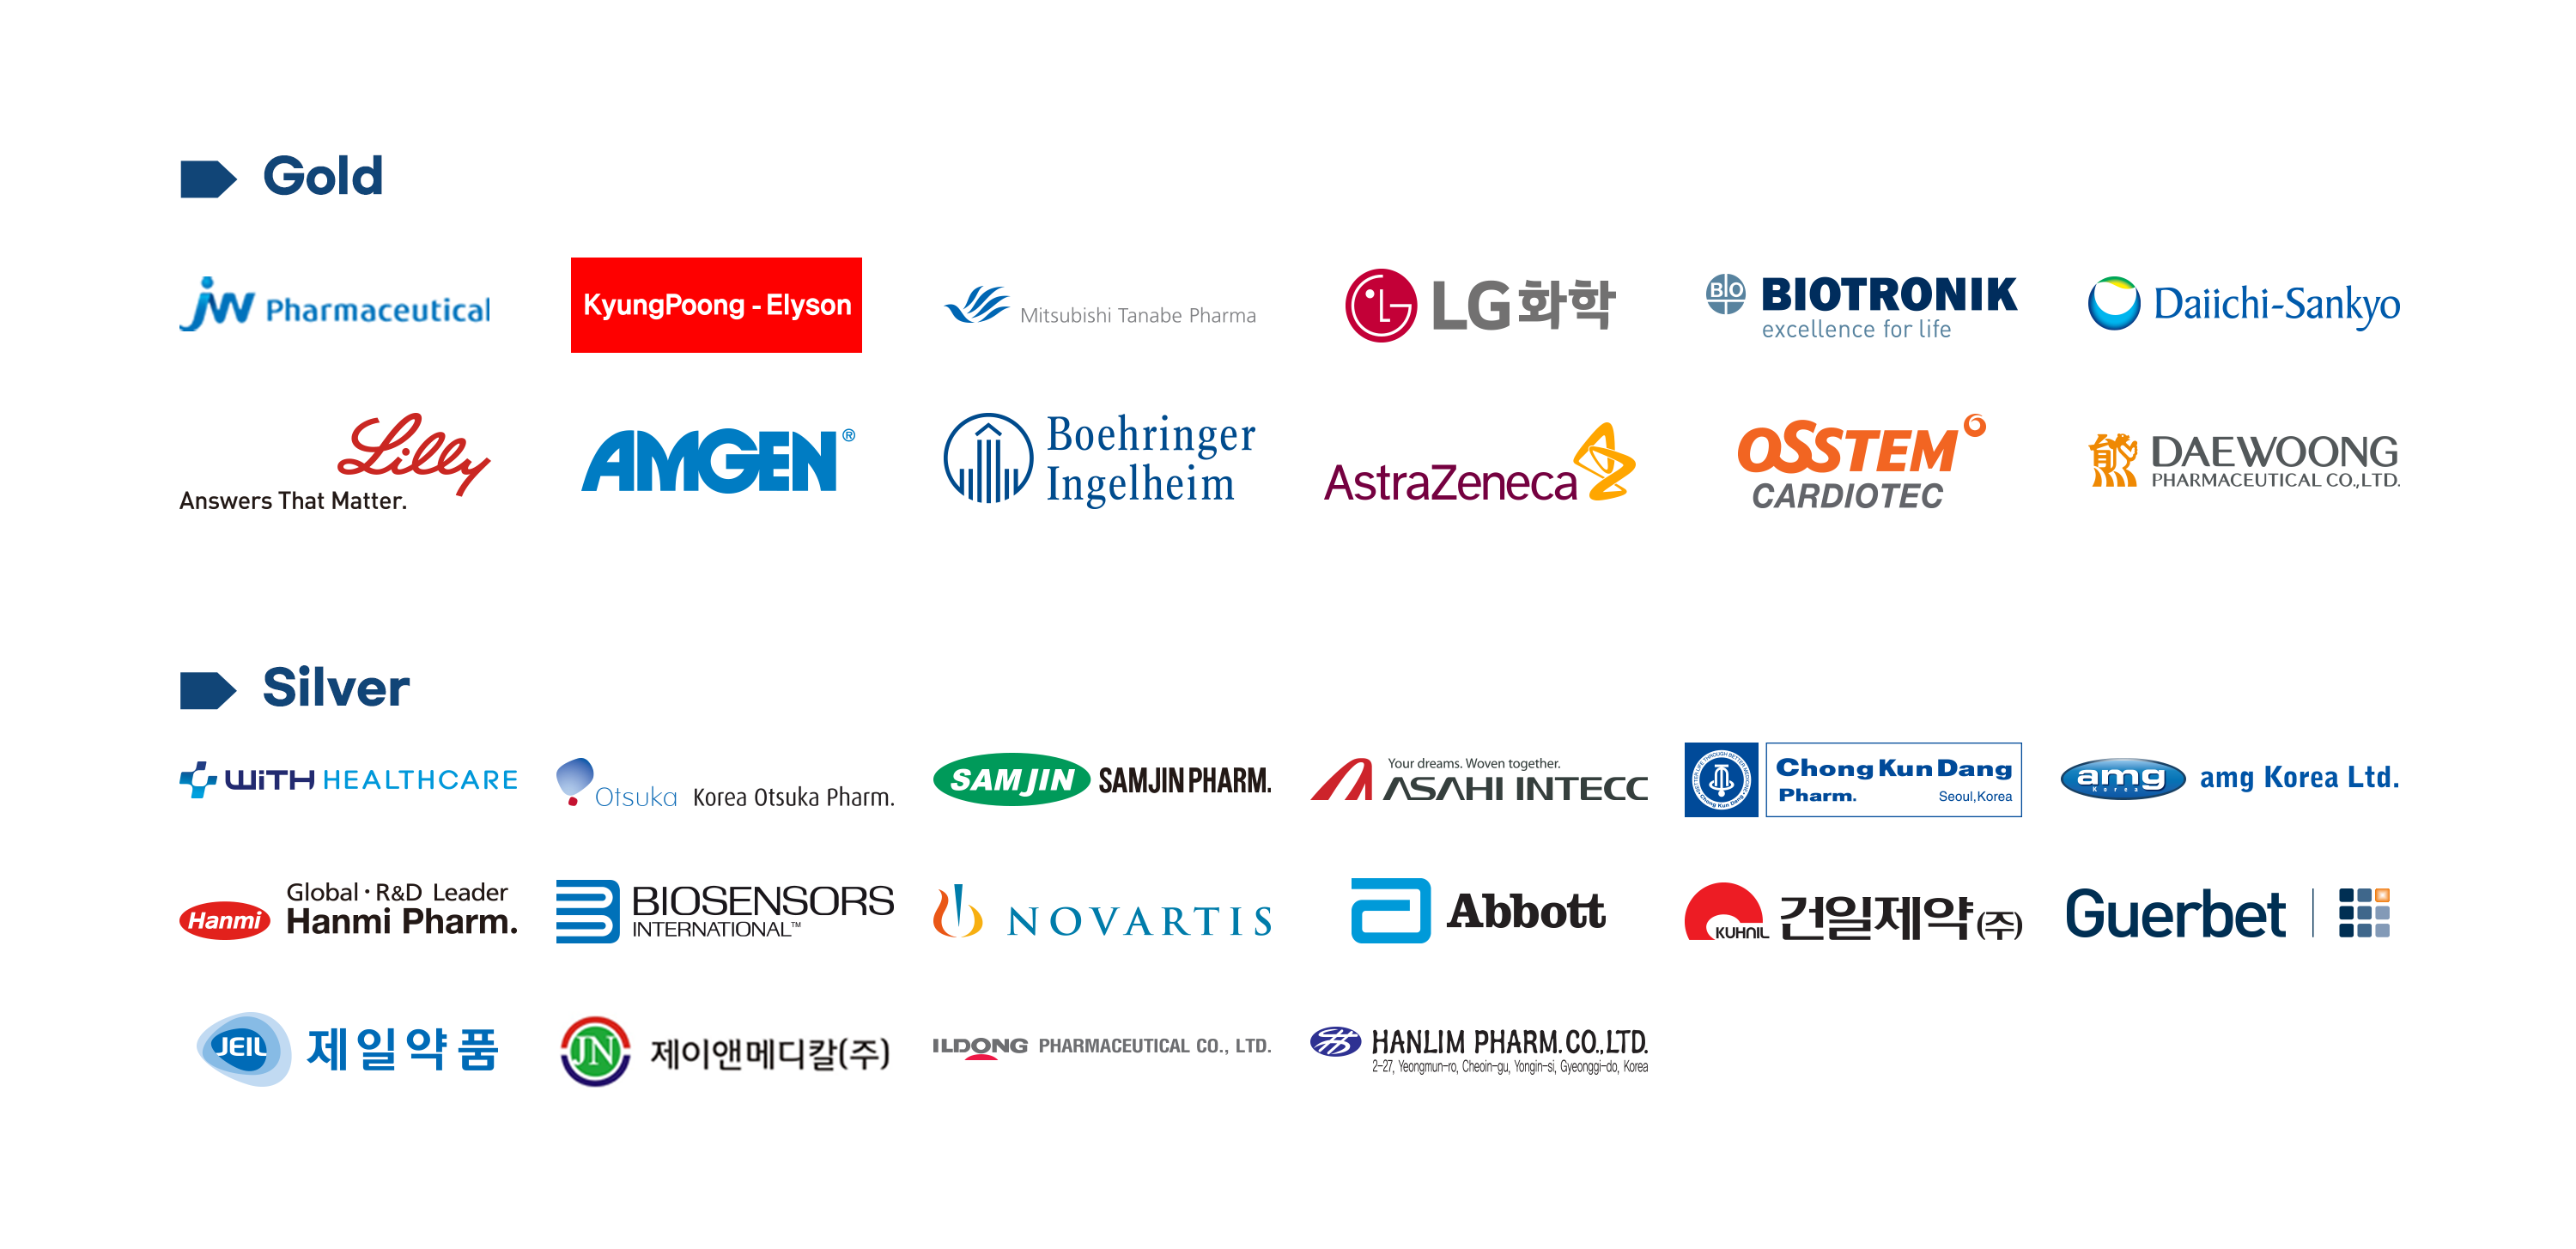 Gold
jw Pharmaceutical
KyungPoong - Elyson
Mitsubishi Tanabe Pharma
LG화학
BIO
BIOTRONIK
excellence for life
Daiichi-Sankyo
Lilly
Answers That Matter.
AMGEN®
Boehringer
Ingelheim
AstraZeneca
OSSTEM
CARDIOTEC
DAEWOONG
PHARMACEUTICAL CO.,LTD.
Silver
WiTH HEALTHCARE
Otsuka Korea Otsuka Pharm.
SAMJIN SAMJIN PHARM.
Your dreams. Woven together.
ASAHI INTECC
Chong Kun Dang
Pharm. Seoul,Korea
amg
Korea
amg Korea Ltd.
Hanmi
Global · R&D Leader
Hanmi Pharm.
BIOSENSORS
INTERNATIONAL™
NOVARTIS
Abbott
KUHNIL 건일제약(주)
Guerbet
JEIL 제일약품
JN 제이앤메디칼(주)
ILDONG PHARMACEUTICAL CO., LTD.
HANLIM PHARM. CO.,LTD.
2-27, Yeongmun-ro, Cheoin-gu, Yongin-si, Gyeonggi-do, Korea